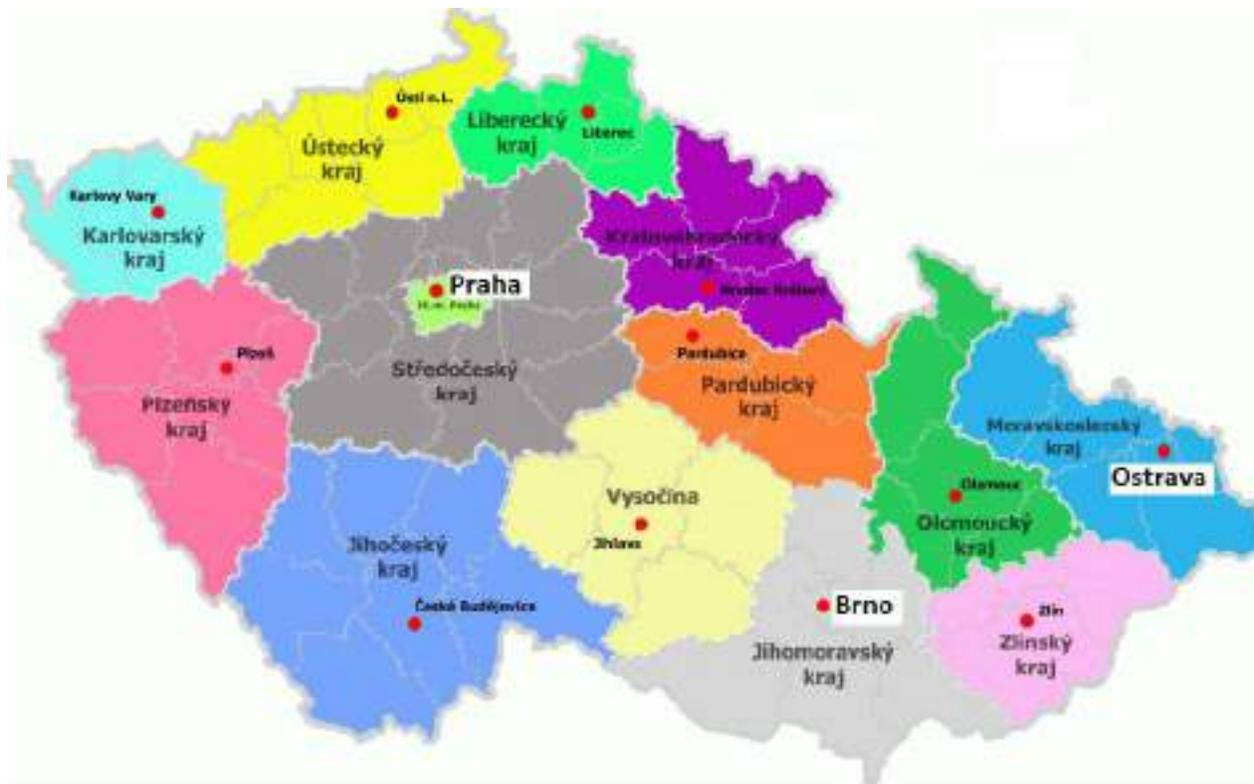 Ústí n.L.
Liberecký
kraj
Liberec
Ústecký
kraj
Karlovy Vary
Karlovarský
kraj
Královéhradecký
kraj
Hradec Králové
Praha
Hl.m. Praha
Plzeň
Plzeňský
kraj
Středočeský
kraj
Pardubice
Pardubický
kraj
Moravskoslezský
kraj
Ostrava
Vysočina
Jihlava
Olomouc
Olomoucký
kraj
Jihočeský
kraj
České Budějovice
Brno
Jihomoravský
kraj
Zlín
Zlínský
kraj